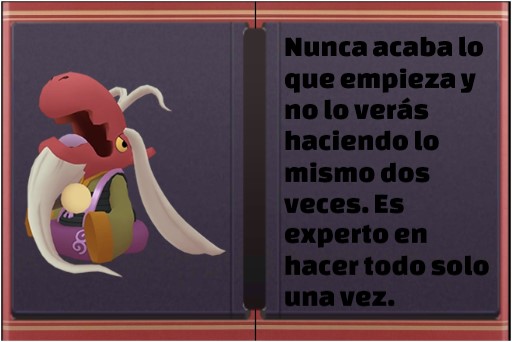 Nunca acaba lo
que empieza y
no lo verás
haciendo lo
mismo dos
veces. Es
experto en
hacer todo solo
una vez.